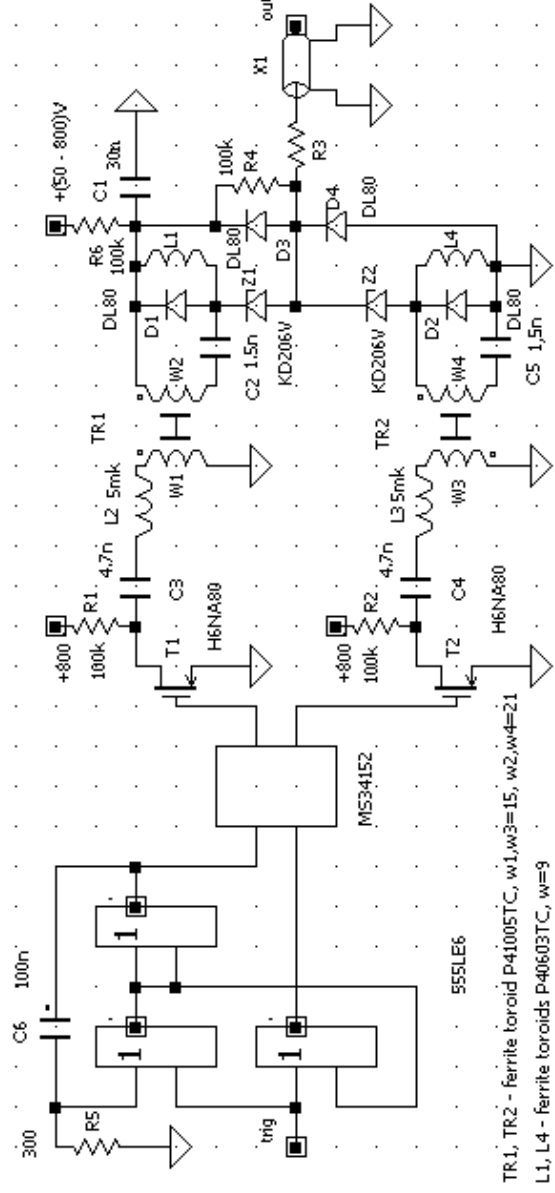 300
C6
100n
+800
100k
R1
4.7n
L2 5mk
TR1
DL80
R6
100k
+(50 - 800)V
C1
30n
R5
1
1
T1
C3
W1
W2
D1
L1
H6NA80
C2
1.5n
Z1
DL80
R4
100k
KD206V
D3
trig
1
X1
out
R3
D4
+800
100k
R2
4.7n
L3 5mk
TR2
KD206V
Z2
DL80
MS34152
T2
C4
W3
W4
D2
L4
555LE6
H6NA80
C5
1,5n
DL80
TR1, TR2 - ferrite toroid P41005TC, w1,w3=15, w2,w4=21
L1, L4 - ferrite toroids P40603TC, w=9